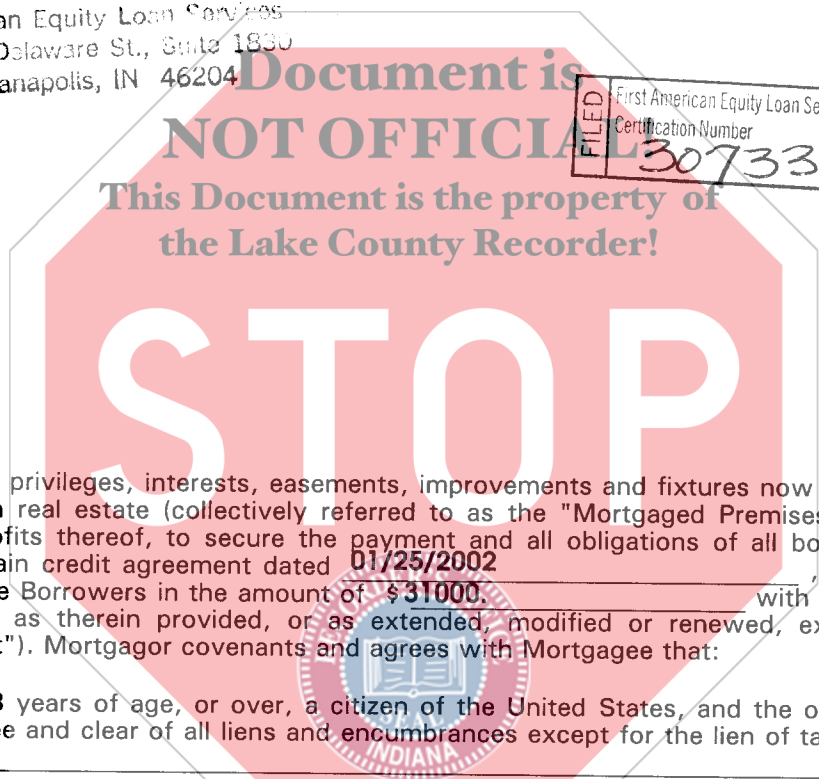 an Equity Loan Services
Delaware St., Suite 1830
anapolis, IN 46204
Document is
NOT OFFICIAL!
This Document is the property of
the Lake County Recorder!
FILED
First American Equity Loan Se
Certification Number
30733
STOP
privileges, interests, easements, improvements and fixtures now
real estate (collectively referred to as the "Mortgaged Premises
fits thereof, to secure the payment and all obligations of all bo
ain credit agreement dated 01/25/2002 ,
e Borrowers in the amount of $31000. with
as therein provided, or as extended, modified or renewed, ex
t"). Mortgagor covenants and agrees with Mortgagee that:
8 years of age, or over, a citizen of the United States, and the o
e and clear of all liens and encumbrances except for the lien of ta
SEAL
INDIANA